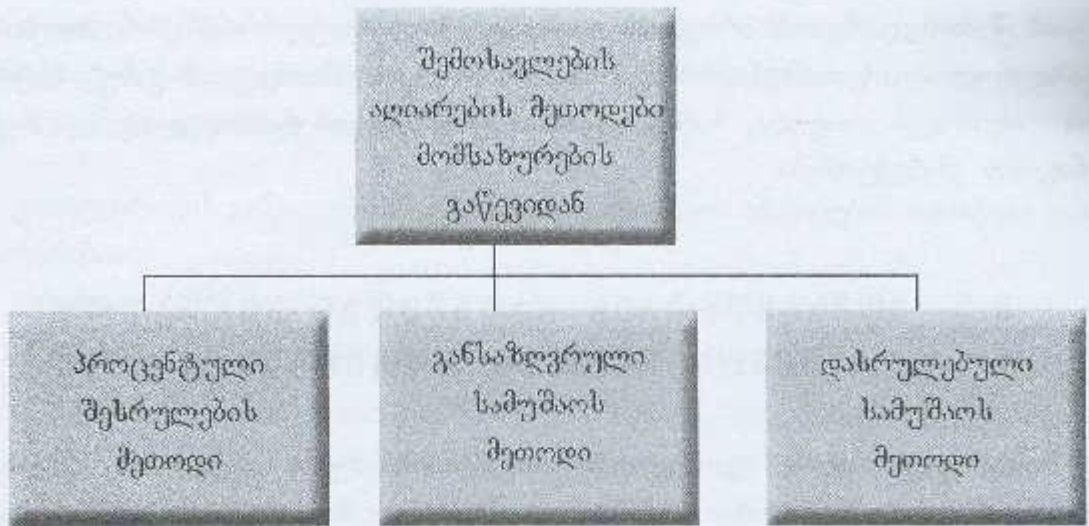 შემოსავლების
აღიარების მეთოდები
მომსახურების
გაწევიდან
პროცენტული
შესრულების
მეთოდი
განსაზღვრული
სამუშაოს
მეთოდი
დასრულებული
სამუშაოს
მეთოდი